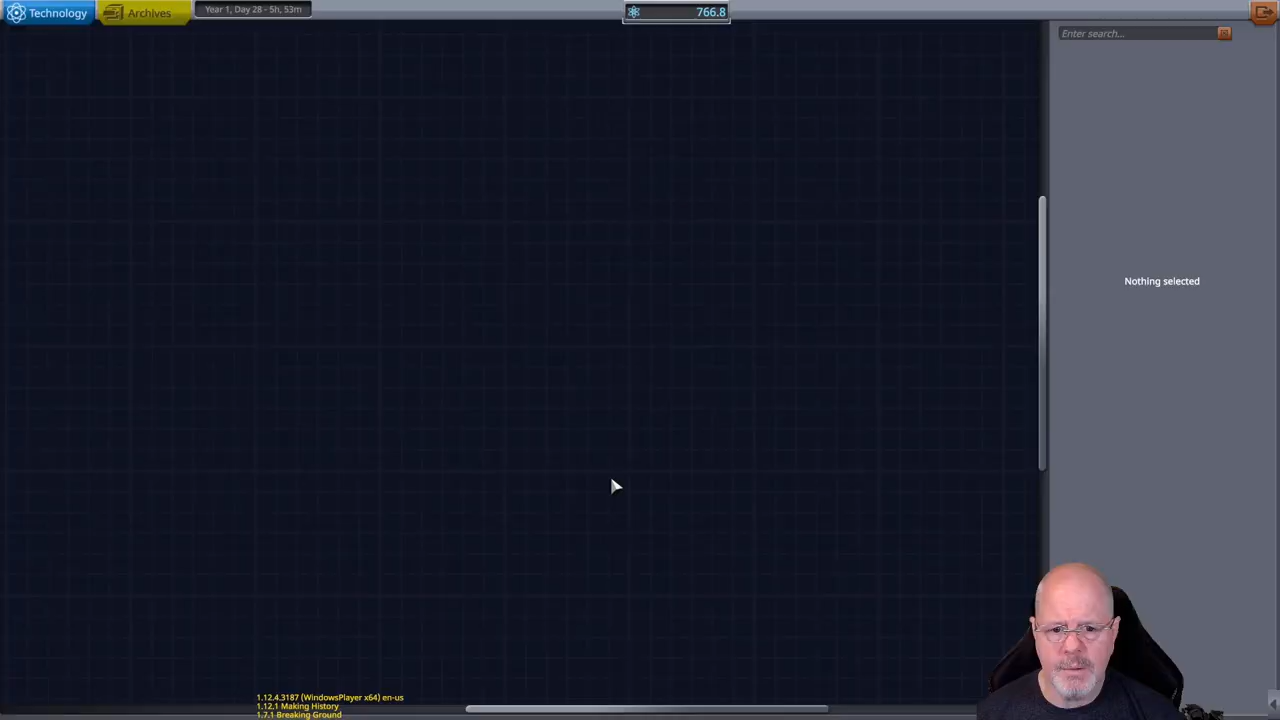 Technology
Archives
Year 1, Day 28 - 5h, 53m
766.8
Enter search...
Nothing selected
1.12.4.3187 (WindowsPlayer x64) en-us
1.12.1 Making History
1.7.1 Breaking Ground